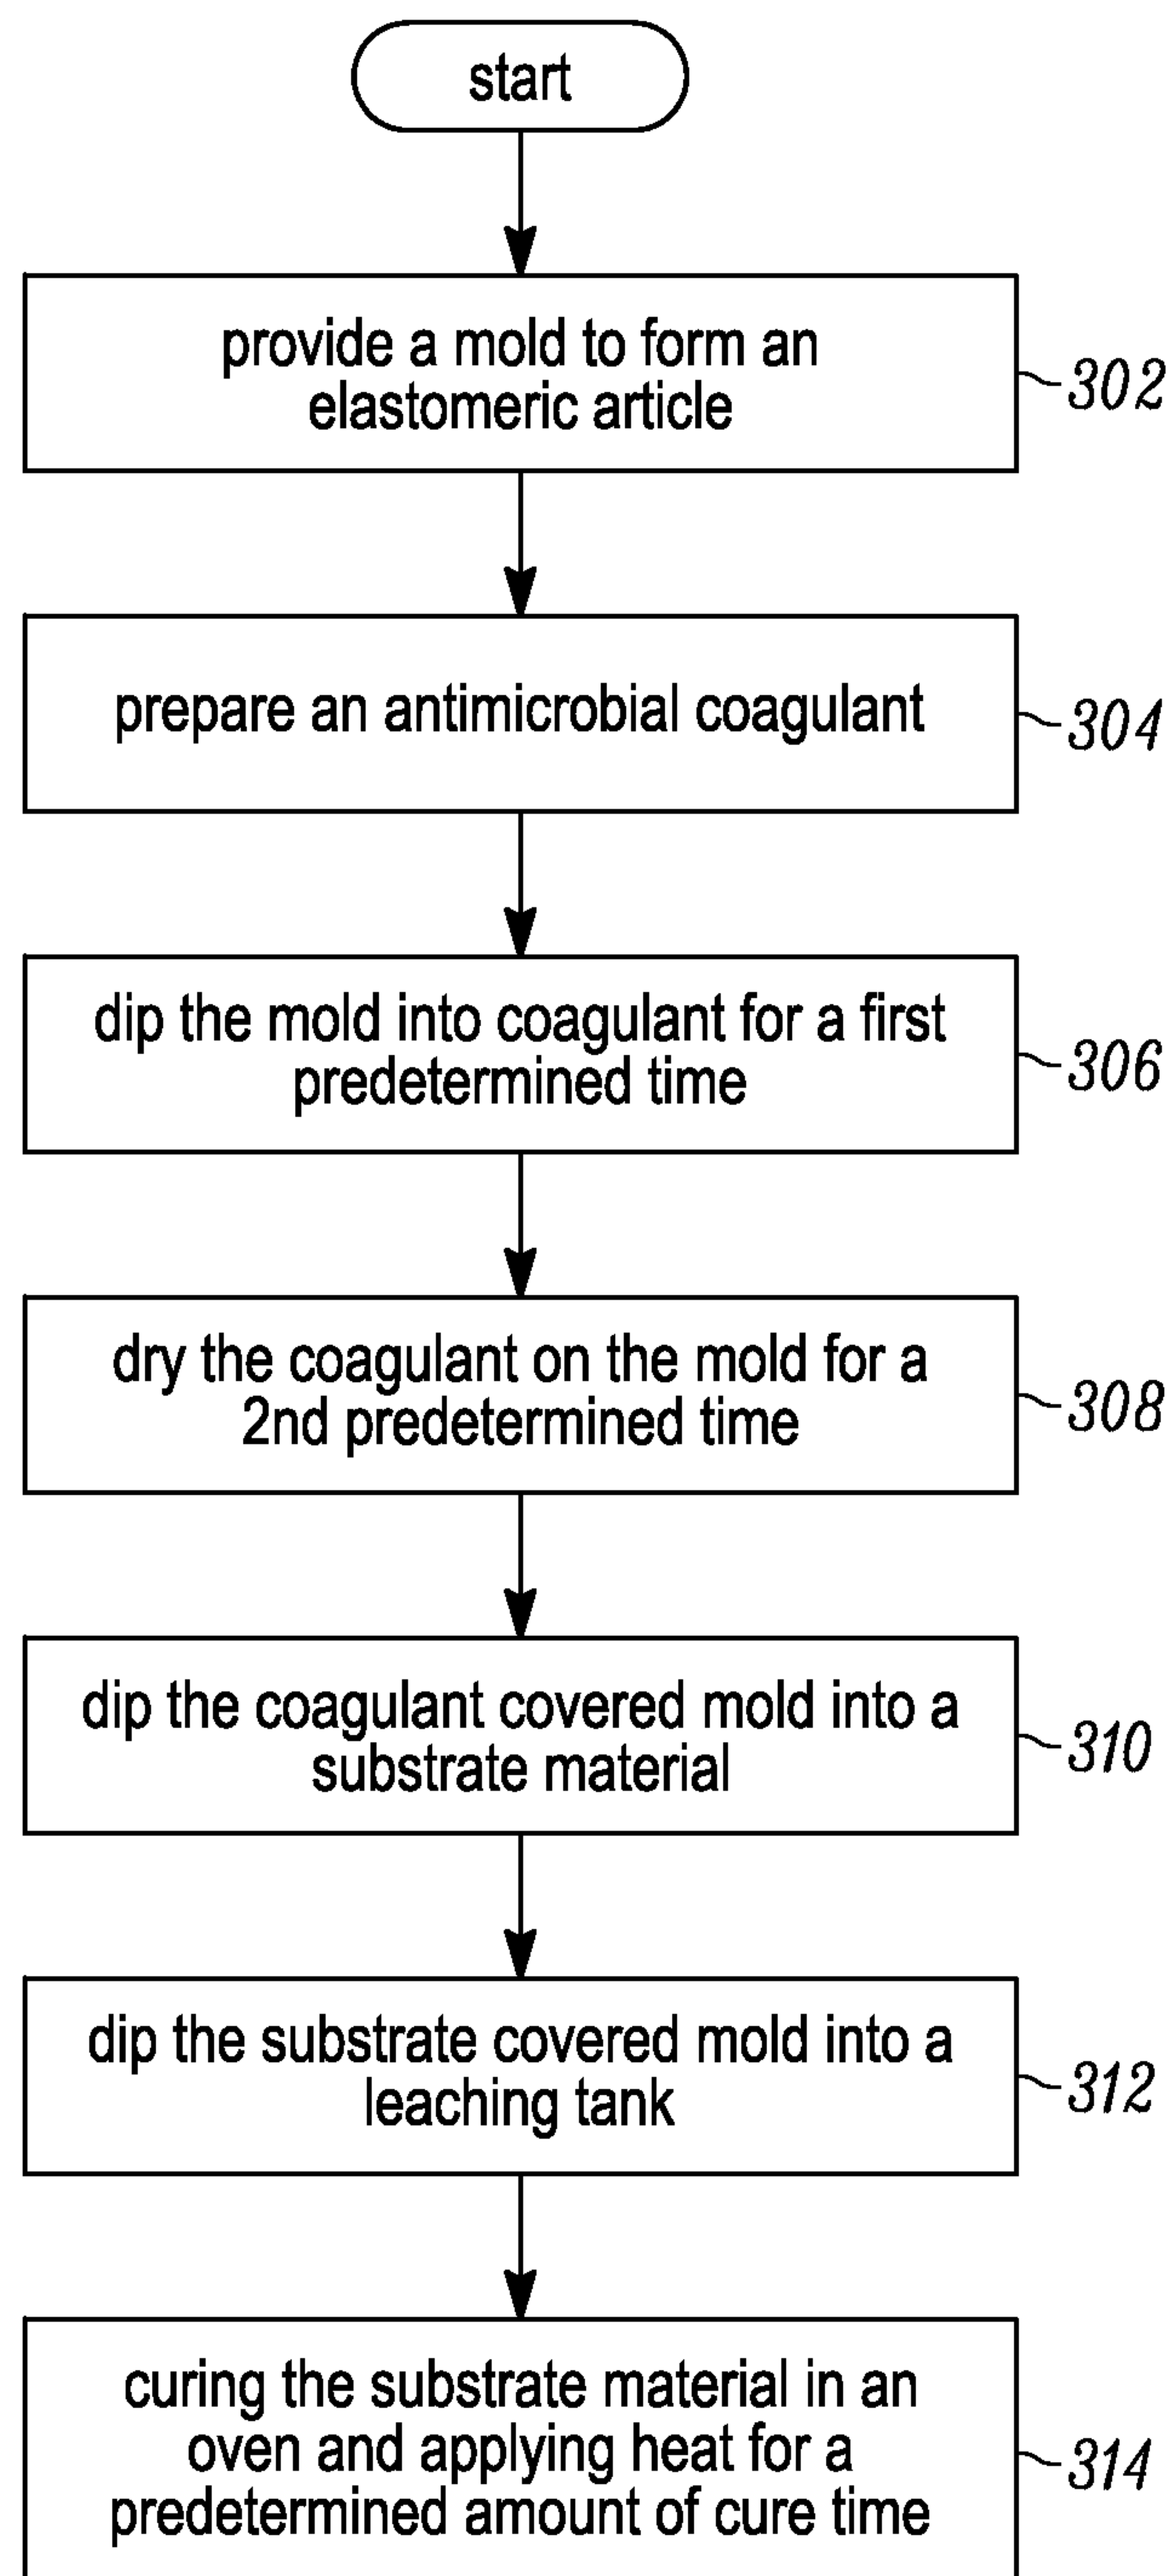 start
provide a mold to form an
elastomeric article
302
prepare an antimicrobial coagulant
304
dip the mold into coagulant for a first
predetermined time
306
dry the coagulant on the mold for a
2nd predetermined time
308
dip the coagulant covered mold into a
substrate material
310
dip the substrate covered mold into a
leaching tank
312
curing the substrate material in an
oven and applying heat for a
predetermined amount of cure time
314